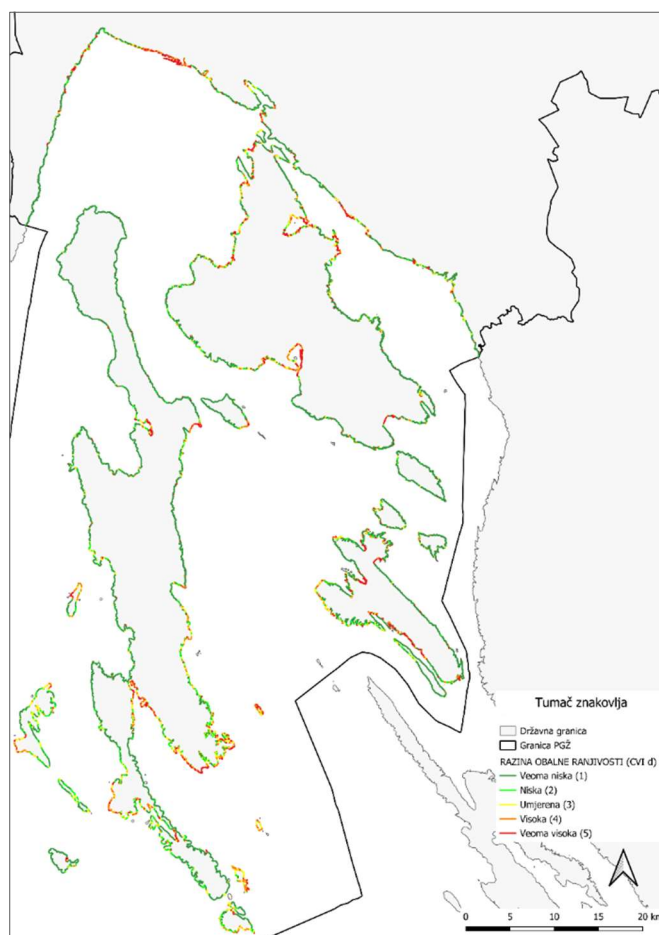 Tumač znakovlja
Državna granica
Granica PGŽ
RAZINA OBALNE RANJIVOSTI (CVI d)
Veoma niska (1)
Niska (2)
Umjerena (3)
Visoka (4)
Veoma visoka (5)
0 5 10 15 20 km